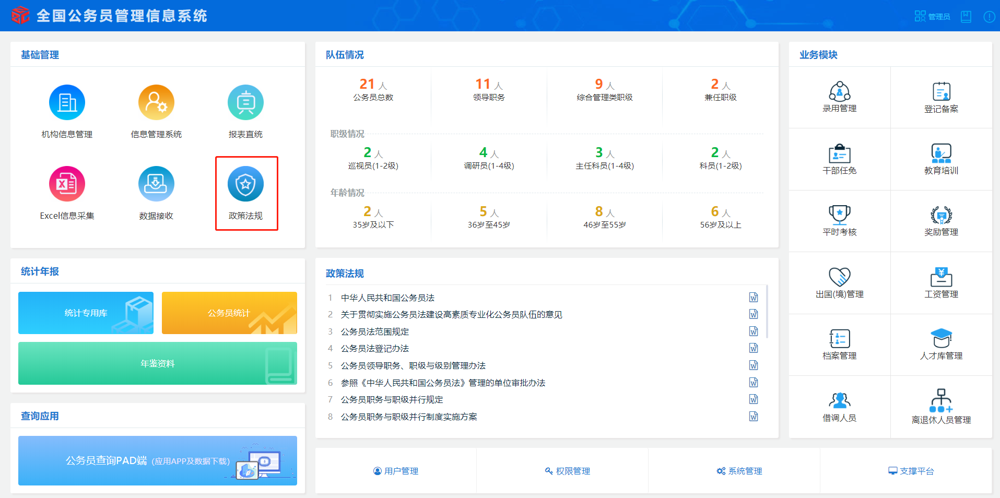 全国公务员管理信息系统
管理员
基础管理
机构信息管理
信息管理系统
报表直统
Excel信息采集
数据接收
政策法规
统计年报
统计专用库
公务员统计
年鉴资料
查询应用
公务员查询PAD端 (应用APP及数据下载)
队伍情况
21 人
公务员总数
11 人
领导职务
9 人
综合管理类职级
2 人
兼任职级
职级情况
2 人
巡视员(1-2级)
4 人
调研员(1-4级)
3 人
主任科员(1-4级)
2 人
科员(1-2级)
年龄情况
2 人
35岁及以下
5 人
36岁至45岁
8 人
46岁至55岁
6 人
56岁及以上
政策法规
1 中华人民共和国公务员法
2 关于贯彻实施公务员法建设高素质专业化公务员队伍的意见
3 公务员法范围规定
4 公务员法登记办法
5 公务员领导职务、职级与级别管理办法
6 参照《中华人民共和国公务员法》管理的单位审批办法
7 公务员职务与职级并行规定
8 公务员职务与职级并行制度实施方案
用户管理
权限管理
系统管理
支撑平台
业务模块
录用管理
登记备案
干部任免
教育培训
平时考核
奖励管理
出国(境)管理
工资管理
档案管理
人才库管理
借调人员
离退休人员管理